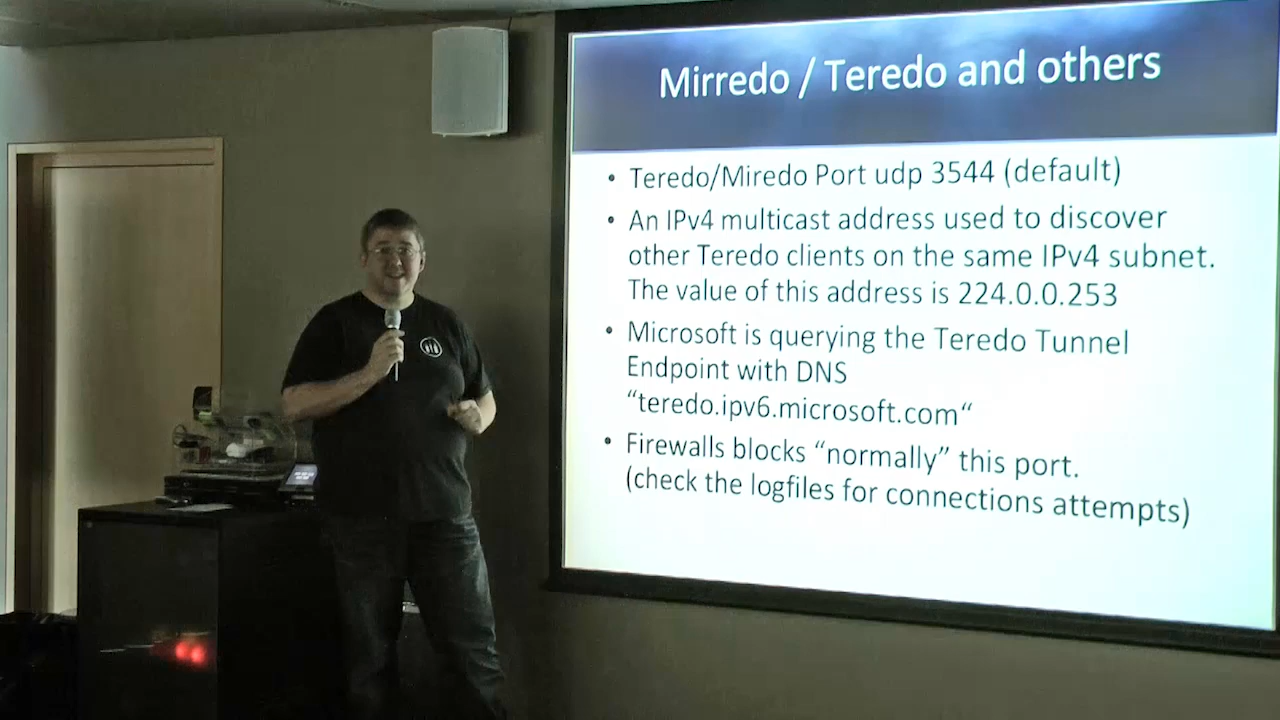 Mirredo / Teredo and others
• Teredo/Miredo Port udp 3544 (default)
• An IPv4 multicast address used to discover
other Teredo clients on the same IPv4 subnet.
The value of this address is 224.0.0.253
• Microsoft is querying the Teredo Tunnel
Endpoint with DNS
“teredo.ipv6.microsoft.com“
• Firewalls blocks “normally” this port.
(check the logfiles for connections attempts)